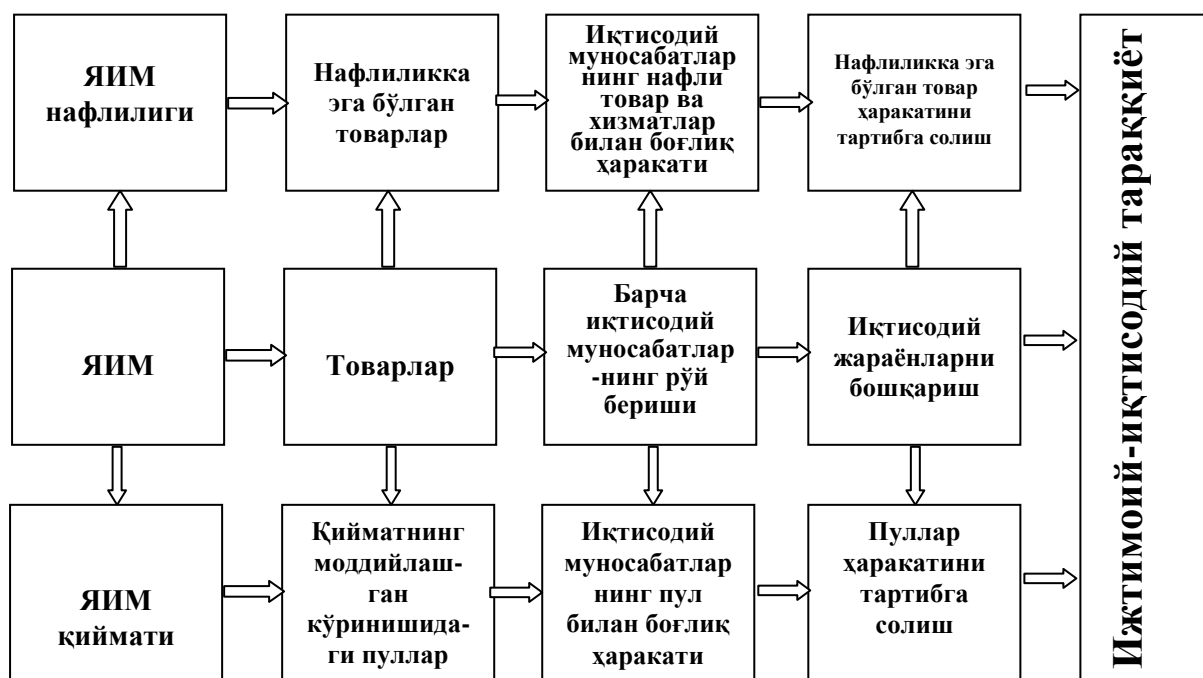 ЯИМ
нафлилиги
Нафлиликка
эга бўлган
товарлар
Иқтисодий
муносабатлар
нинг нафли
товар ва
хизматлар
билан боғлиқ
ҳаракати
Нафлиликка эга
бўлган товар
ҳаракатини
тартибга солиш
ЯИМ
Товарлар
Барча
иқтисодий
муносабатлар
-нинг рўй
бериши
Иқтисодий
жараёнларни
бошқариш
ЯИМ
қиймати
Қийматнинг
моддийлаш-
ган
кўринишида-
ги пуллар
Иқтисодий
муносабатлар
нинг пул
билан боғлиқ
ҳаракати
Пуллар
ҳаракатини
тартибга
солиш
Ижтимоий-иқтисодий тараққиёт